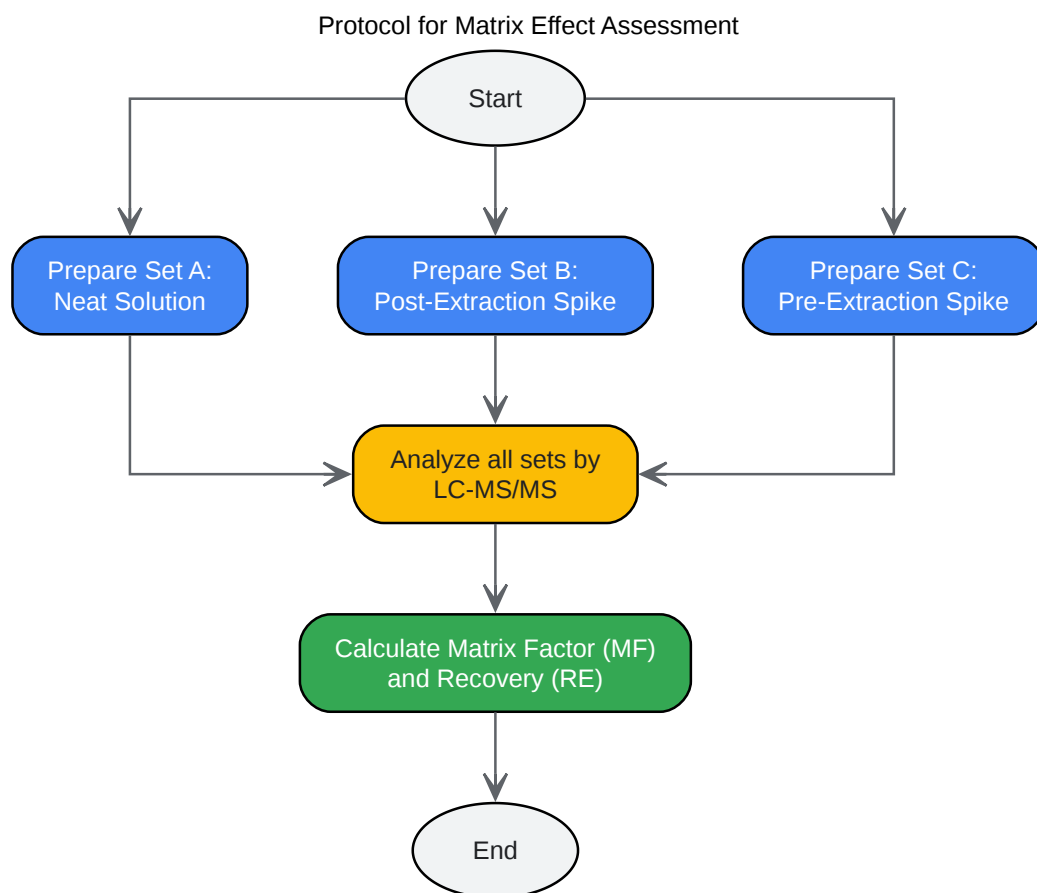 Protocol for Matrix Effect Assessment
Start
Prepare Set A:
Neat Solution
Prepare Set B:
Post-Extraction Spike
Prepare Set C:
Pre-Extraction Spike
Analyze all sets by
LC-MS/MS
Calculate Matrix Factor (MF)
and Recovery (RE)
End